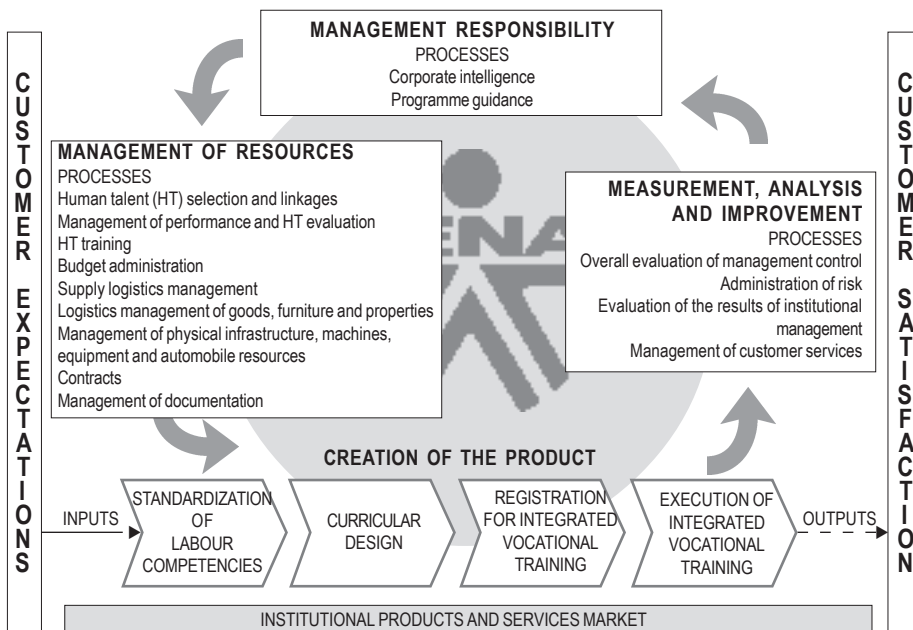 MANAGEMENT RESPONSIBILITY
PROCESSES
Corporate intelligence
Programme guidance
CUSTOMER EXPECTATIONS
MANAGEMENT OF RESOURCES
PROCESSES
Human talent (HT) selection and linkages
Management of performance and HT evaluation
HT training
Budget administration
Supply logistics management
Logistics management of goods, furniture and properties
Management of physical infrastructure, machines,
equipment and automobile resources
Contracts
Management of documentation
ENA
MEASUREMENT, ANALYSIS
AND IMPROVEMENT
PROCESSES
Overall evaluation of management control
Administration of risk
Evaluation of the results of institutional
management
Management of customer services
CUSTOMER SATISFACTION
CREATION OF THE PRODUCT
INPUTS
STANDARDIZATION
OF
LABOUR
COMPETENCIES
CURRICULAR
DESIGN
REGISTRATION
FOR INTEGRATED
VOCATIONAL
TRAINING
EXECUTION OF
INTEGRATED
VOCATIONAL
TRAINING
OUTPUTS
INSTITUTIONAL PRODUCTS AND SERVICES MARKET